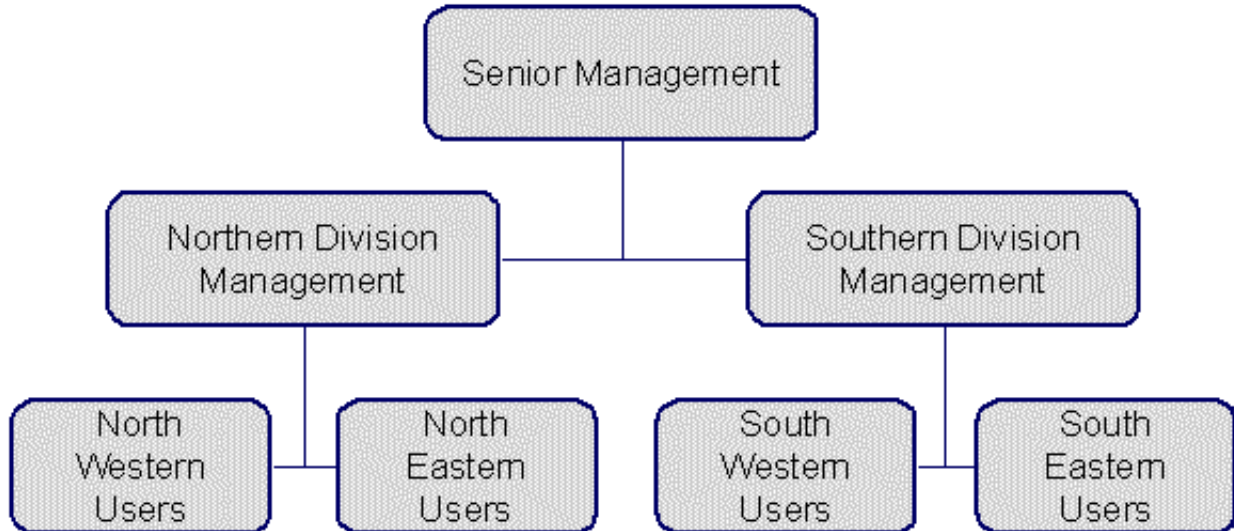 Senior Management
Northern Division
Management
Southern Division
Management
North
Western
Users
North
Eastern
Users
South
Western
Users
South
Eastern
Users